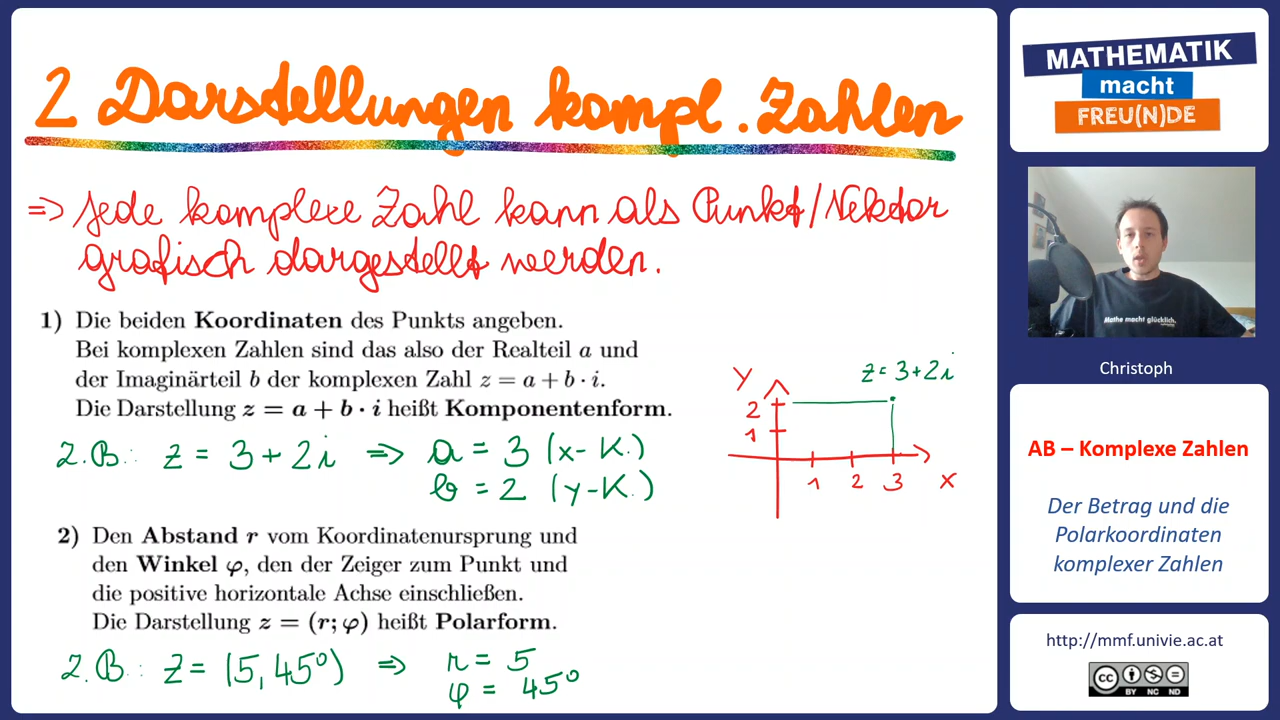 2 Darstellungen kompl. Zahlen
=> Jede komplexe Zahl kann als Punkt/Vektor
grafisch dargestellt werden.
1) Die beiden Koordinaten des Punkts angeben.
Bei komplexen Zahlen sind das also der Realteil a und
der Imaginärteil b der komplexen Zahl z = a + b · i.
Die Darstellung z = a + b · i heißt Komponentenform.
z.B.: z = 3 + 2i => a = 3 (x-K.)
b = 2 (y-K.)
y
z = 3+2i
2
1
1 2 3 x
2) Den Abstand r vom Koordinatenursprung und
den Winkel φ, den der Zeiger zum Punkt und
die positive horizontale Achse einschließen.
Die Darstellung z = (r; φ) heißt Polarform.
z.B.: z = (5, 45°) => r = 5
φ = 45°
MATHEMATIK
macht
FREU(N)DE
Mathe macht glücklich.
Christoph
AB – Komplexe Zahlen
Der Betrag und die
Polarkoordinaten
komplexer Zahlen
http://mmf.univie.ac.at
cc
BY NC ND